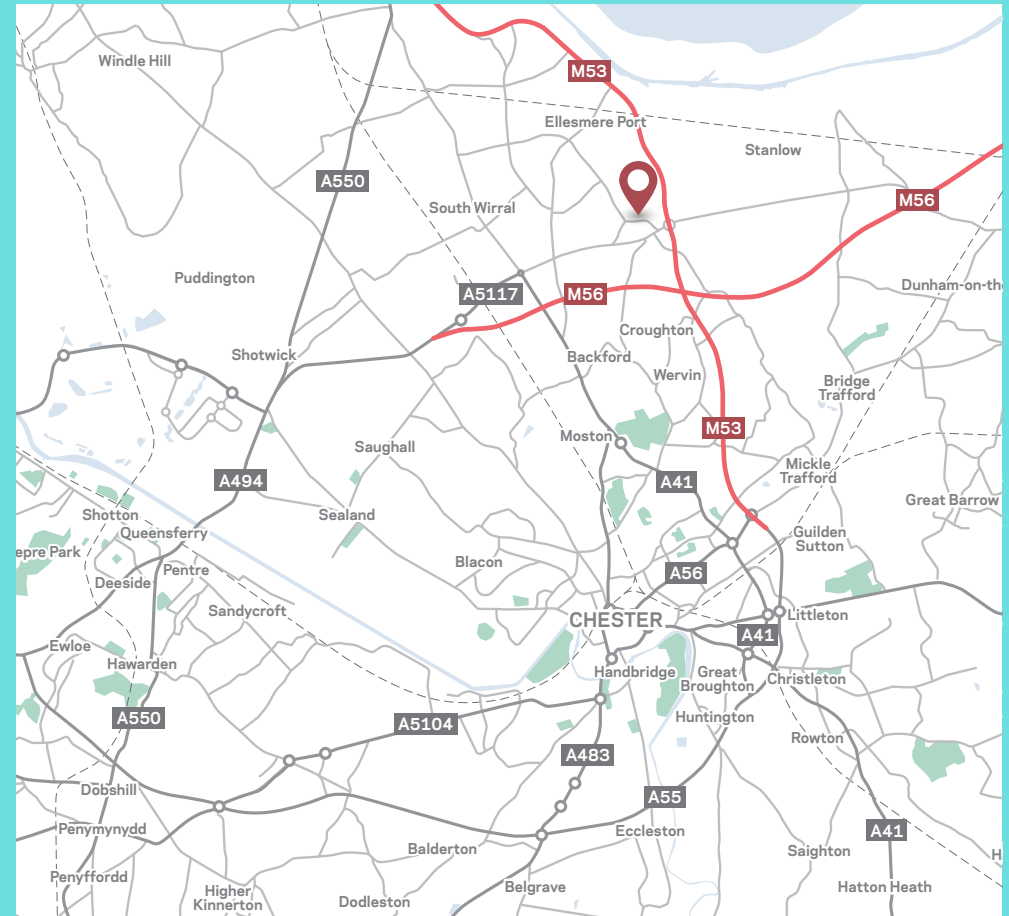 Windle Hill
M53
Ellesmere Port
Stanlow
A550
M56
South Wirral
Puddington
A5117
M56
Dunham-on-the
Croughton
Shotwick
Backford
Wervin
Bridge
Trafford
M53
Moston
Saughall
Mickle
Trafford
A494
A41
Great Barrow
Shotton
Sealand
Queensferry
Guilden
Sutton
epre Park
Blacon
Pentre
A56
Deeside
Sandycroft
CHESTER
Littleton
A41
Ewloe
Hawarden
Handbridge
Great
Broughton
Christleton
A550
A5104
Huntington
Rowton
A483
Dobshill
A55
Penymynydd
Eccleston
A41
Balderton
Saighton
H
Penyffordd
Higher
Kinnerton
Belgrave
Hatton Heath
Dodleston